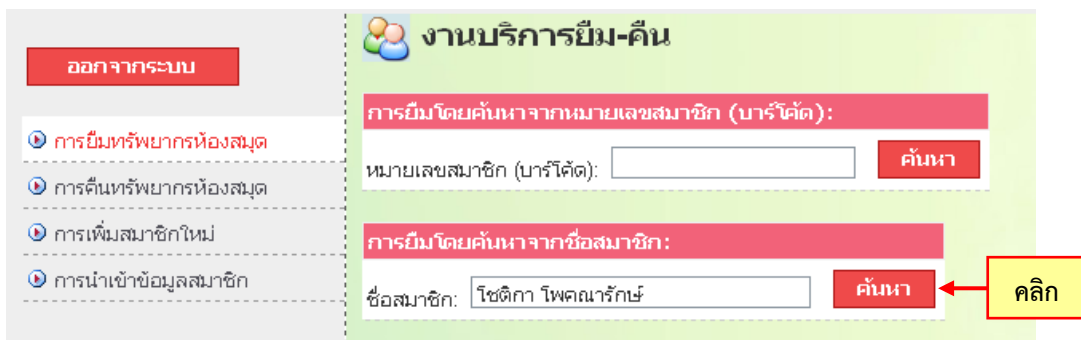 ออกจากระบบ
การยืมทรัพยากรห้องสมุด
การคืนทรัพยากรห้องสมุด
การเพิ่มสมาชิกใหม่
การนำเข้าข้อมูลสมาชิก
งานบริการยืม-คืน
การยืมโดยค้นหาจากหมายเลขสมาชิก (บาร์โค้ด):
หมายเลขสมาชิก (บาร์โค้ด): ค้นหา
การยืมโดยค้นหาจากชื่อสมาชิก:
ชื่อสมาชิก: โชติกา โพคณารักษ์ ค้นหา
คลิก